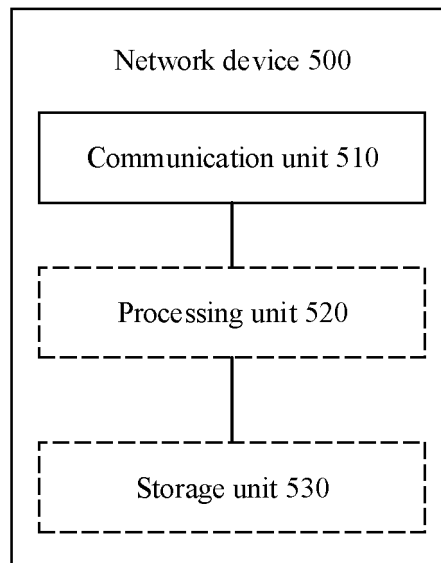 Network device 500
Communication unit 510
Processing unit 520
Storage unit 530